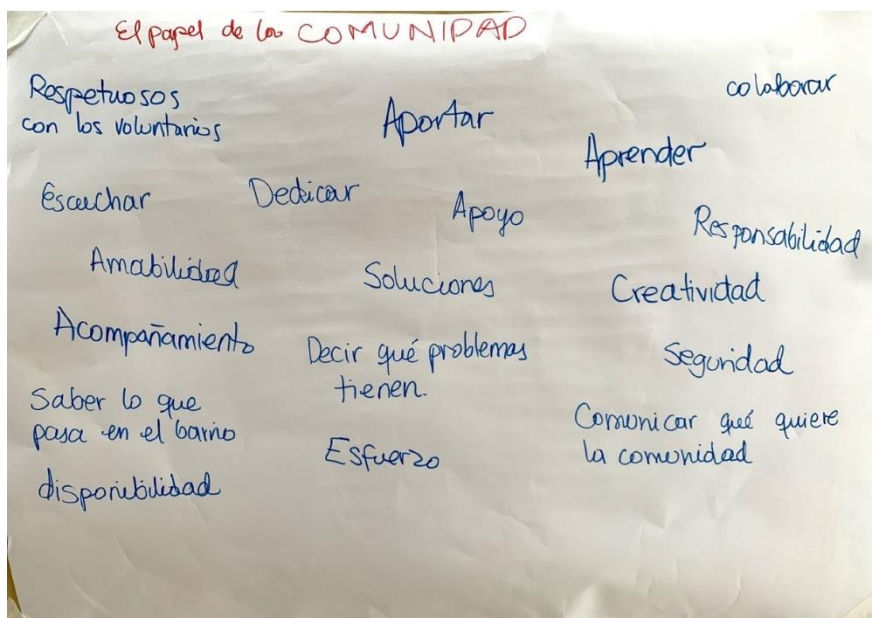 El papel de la COMUNIDAD
Respetuosos
con los voluntarios
Aportar
colaborar
Aprender
Escuchar
Dedicar
Apoyo
Responsabilidad
Amabilidad
Soluciones
Creatividad
Acompañamiento
Decir qué problemas
tienen.
Seguridad
Saber lo que
pasa en el barrio
Comunicar qué quiere
la comunidad
Esfuerzo
disponibilidad